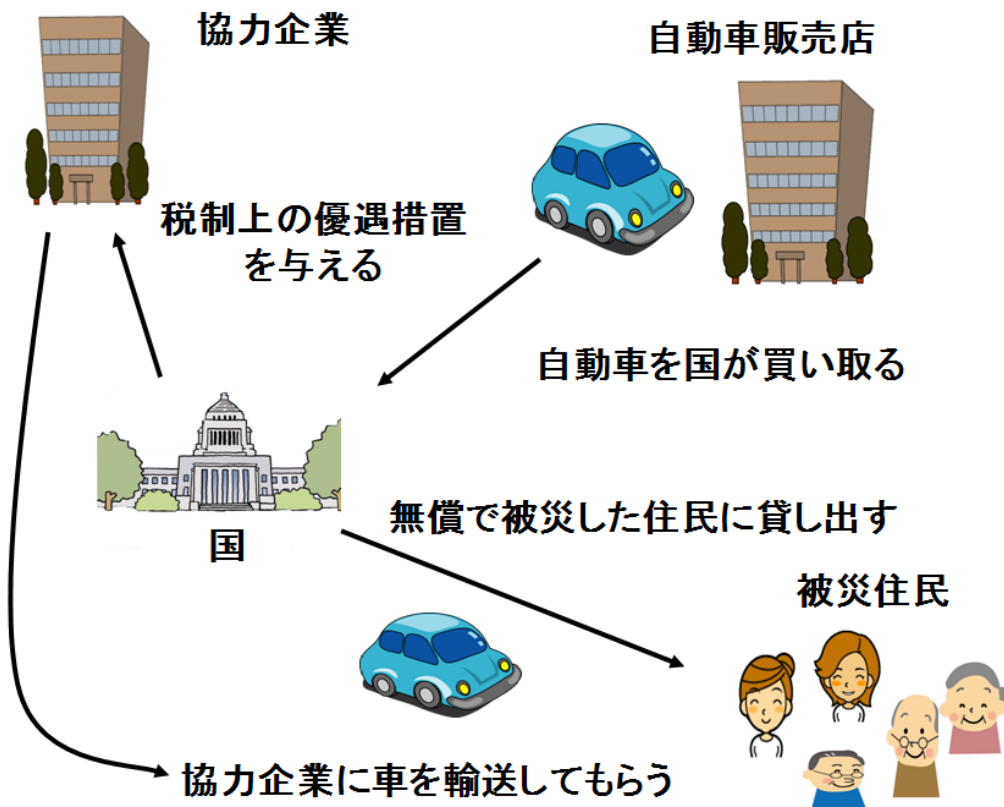 協力企業
自動車販売店
税制上の優遇措置
を与える
自動車を国が買い取る
無償で被災した住民に貸し出す
国
被災住民
協力企業に車を輸送してもらう